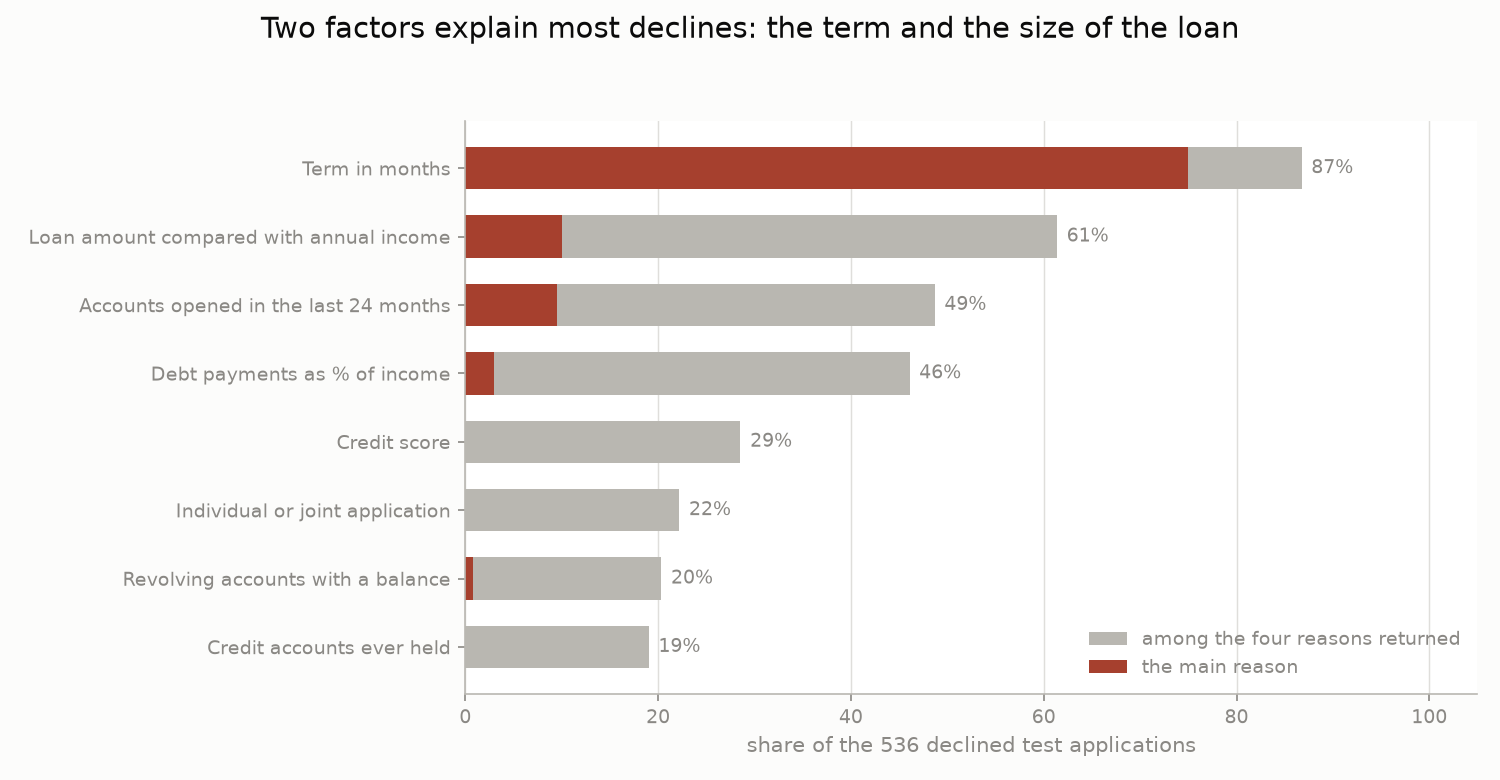 Two factors explain most declines: the term and the size of the loan
Term in months
87%
Loan amount compared with annual income
61%
Accounts opened in the last 24 months
49%
Debt payments as % of income
46%
Credit score
29%
Individual or joint application
22%
Revolving accounts with a balance
20%
Credit accounts ever held
19%
among the four reasons returned
the main reason
0 20 40 60 80 100
share of the 536 declined test applications